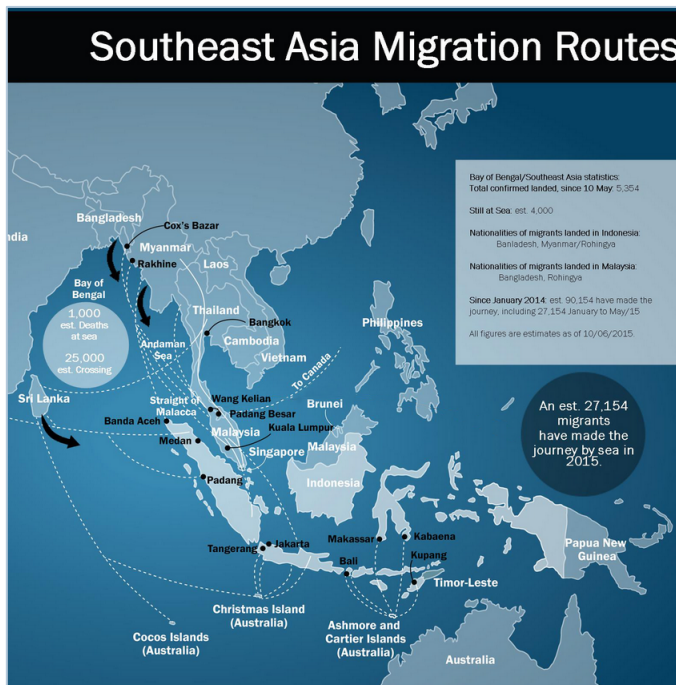 Southeast Asia Migration Routes
Bay of Bengal/Southeast Asia statistics:
Total confirmed landed, since 10 May: 5,354
Still at Sea: est. 4,000
Nationalities of migrants landed in Indonesia:
Banladesh, Myanmar/Rohingya
Nationalities of migrants landed in Malaysia:
Bangladesh, Rohingya
Since January 2014: est. 90,154 have made the
journey, including 27,154 January to May/15
All figures are estimates as of 10/06/2015
Bangladesh
Cox's Bazar
ndia
Myanmar
Rakhine
Laos
Bay of
Bengal
1,000
est. Deaths
at sea
25,000
est. Crossing
Thailand
Bangkok
Philippines
Andaman
Sea
Cambodia
Vietnam
To Canada
Sri Lanka
Straight of
Malacca
Wang Kelian
Padang Besar
Brunei
Banda Aceh
Malaysia
Kuala Lumpur
Medan
Singapore
Malaysia
An est. 27,154
migrants
have made the
journey by sea in
2015.
Padang
Indonesia
Makassar
Kabaena
Tangerang
Jakarta
Bali
Kupang
Papua New
Guinea
Timor-Leste
Christmas Island
(Australia)
Cocos Islands
(Australia)
Ashmore and
Cartier Islands
(Australia)
Australia